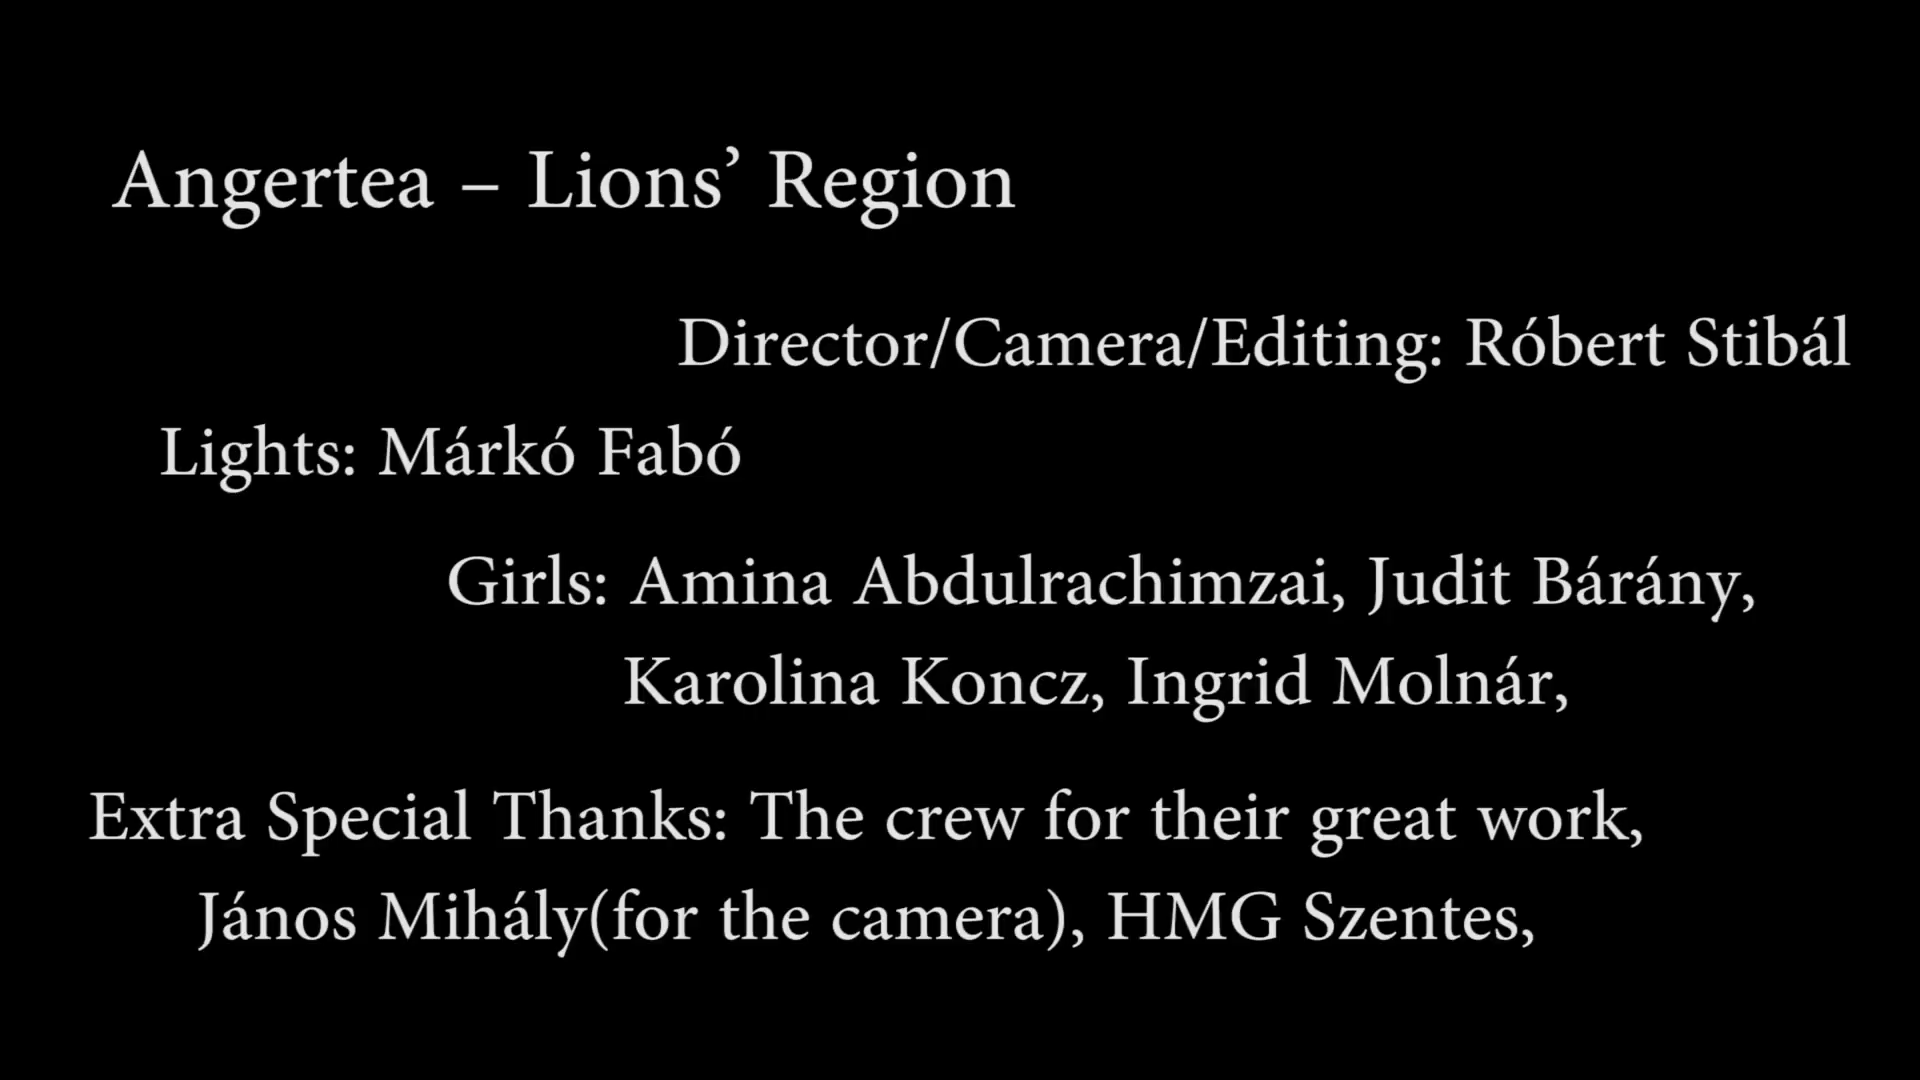 Angertea – Lions’ Region
Director/Camera/Editing: Róbert Stibál
Lights: Márkó Fabó
Girls: Amina Abdulrachimzai, Judit Bárány,
Karolina Koncz, Ingrid Molnár,
Extra Special Thanks: The crew for their great work,
János Mihály(for the camera), HMG Szentes,